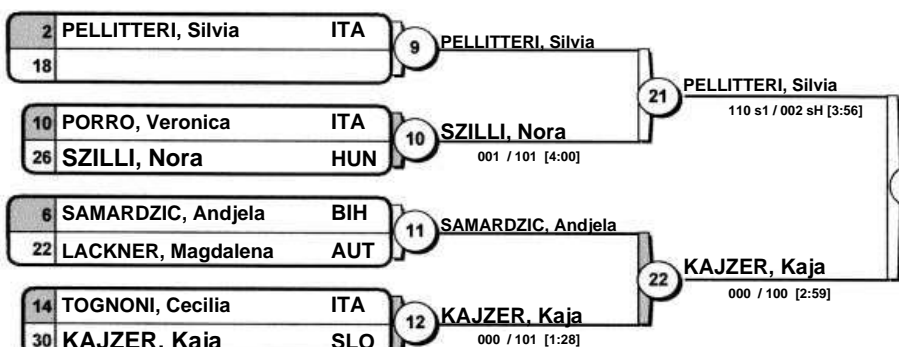 2 PELLITTERI, Silvia ITA
18
9 PELLITTERI, Silvia
10 PORRO, Veronica ITA
26 SZILLI, Nora HUN
10 SZILLI, Nora
001 / 101 [4:00]
21 PELLITTERI, Silvia
110 s1 / 002 sH [3:56]
6 SAMARDZIC, Andjela BIH
22 LACKNER, Magdalena AUT
11 SAMARDZIC, Andjela
14 TOGNONI, Cecilia ITA
30 KAJZER, Kaja SLO
12 KAJZER, Kaja
000 / 101 [1:28]
22 KAJZER, Kaja
000 / 100 [2:59]